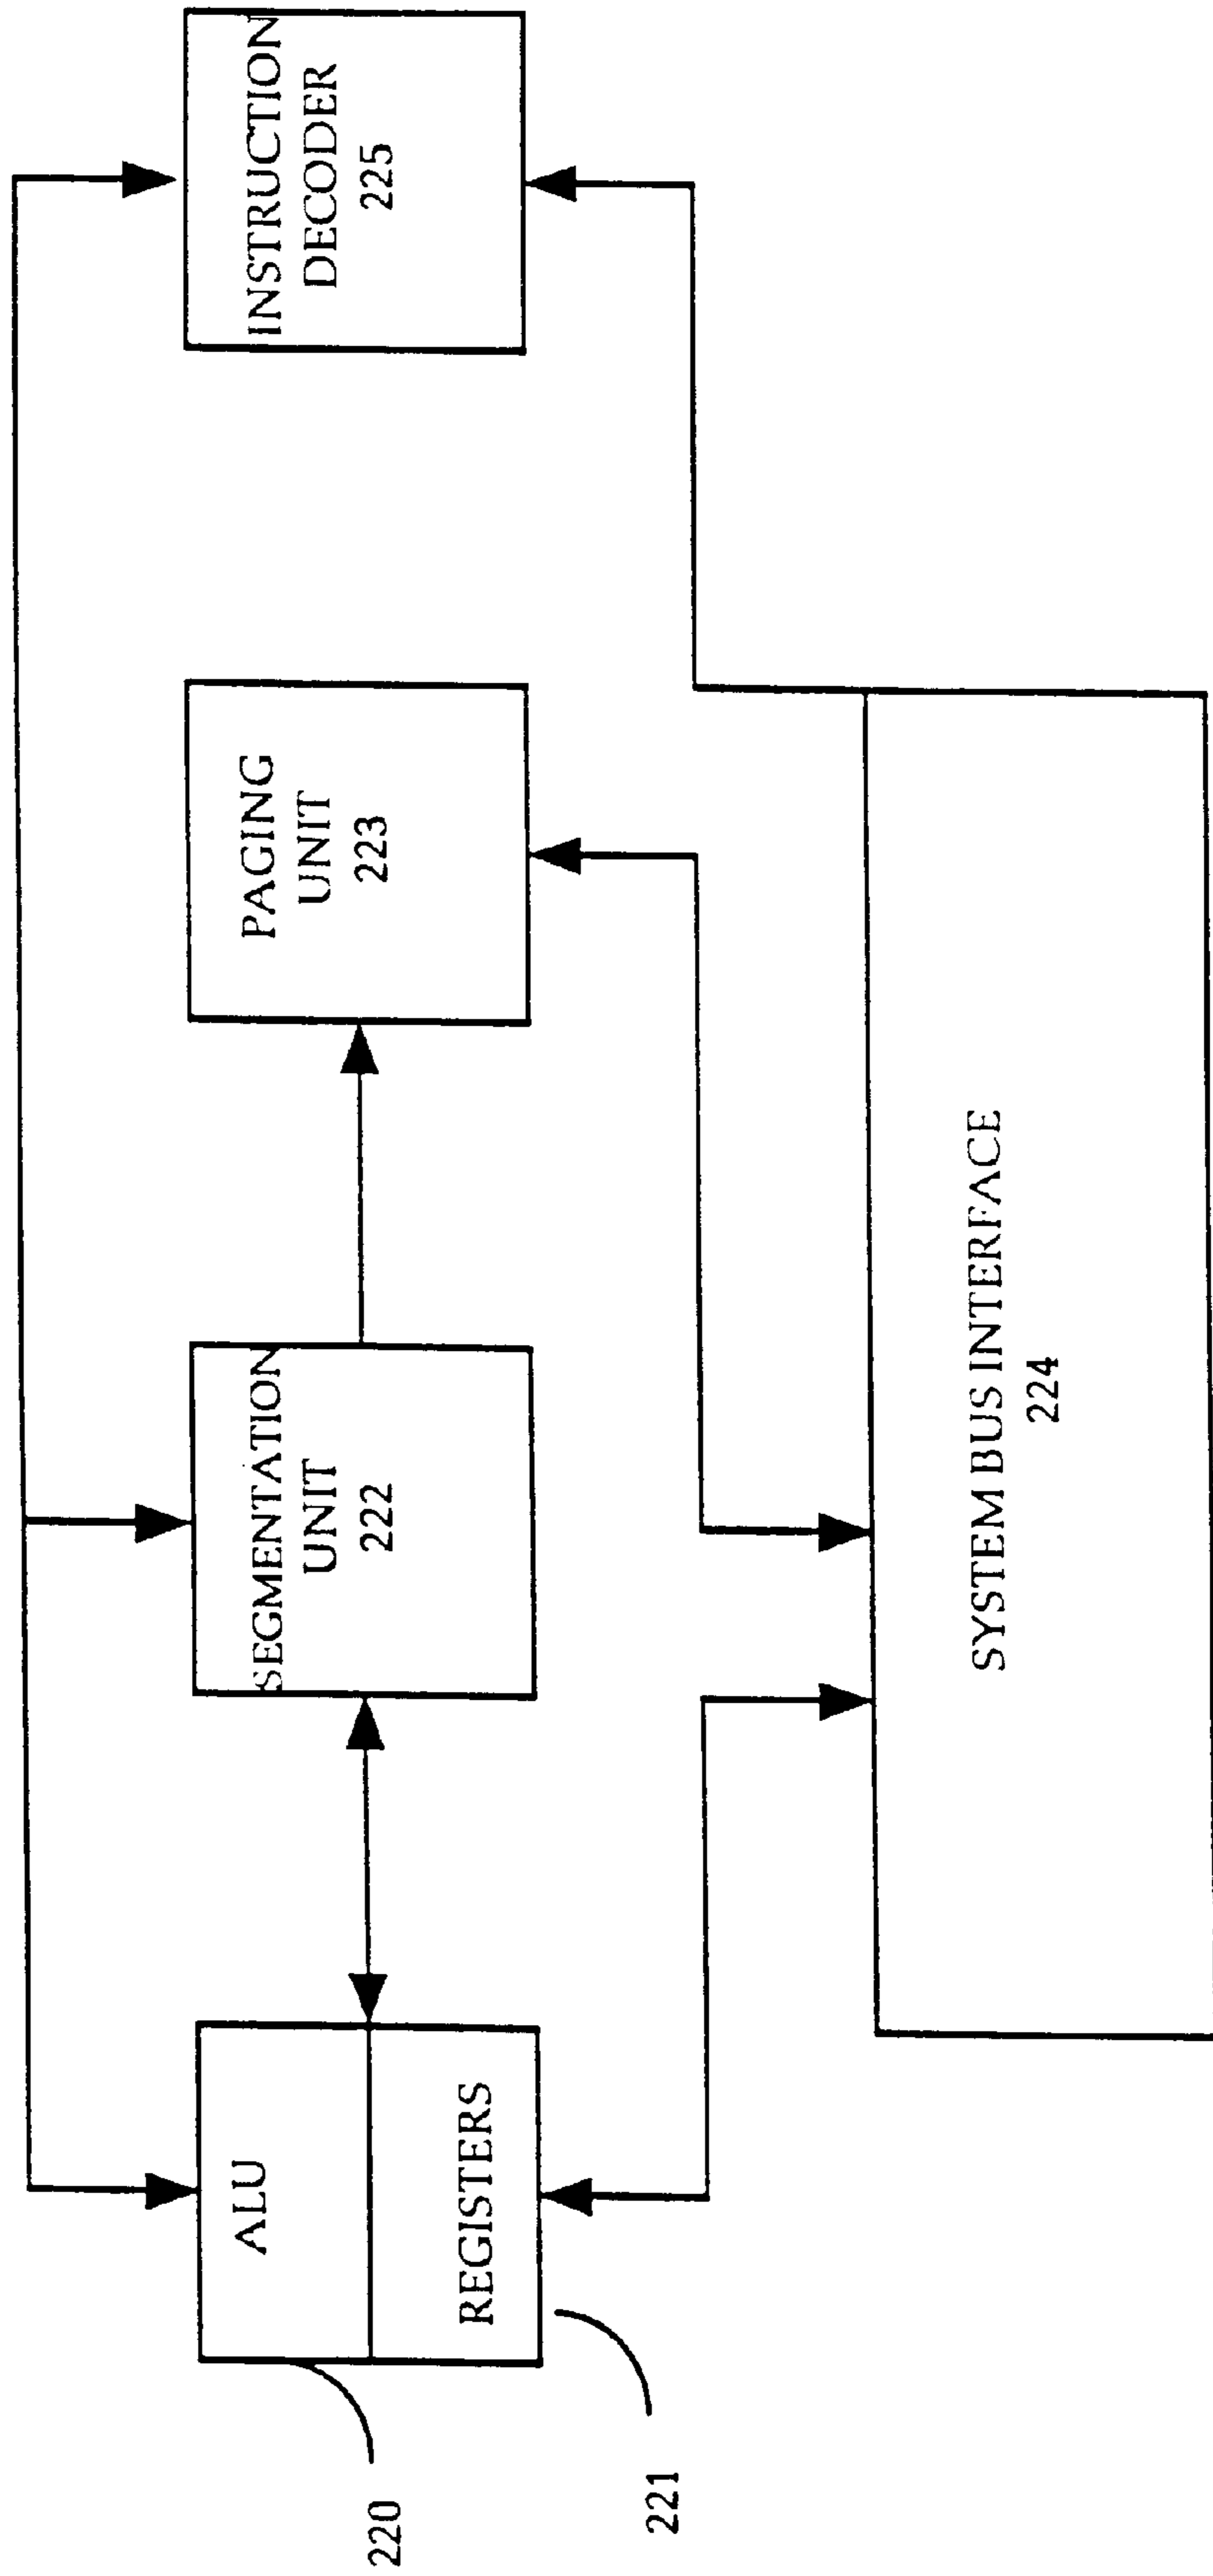 ALU
REGISTERS
220
221
SEGMENTATION
UNIT
222
PAGING
UNIT
223
INSTRUCTION
DECODER
225
SYSTEM BUS INTERFACE
224